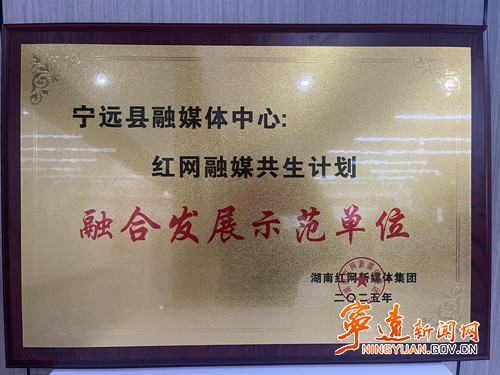 宁远县融媒体中心:
红网融媒共生计划
融合发展示范单位
湖南红网新媒体集团
二〇二五年
宁远新闻网
NINGYUAN.GOV.CN